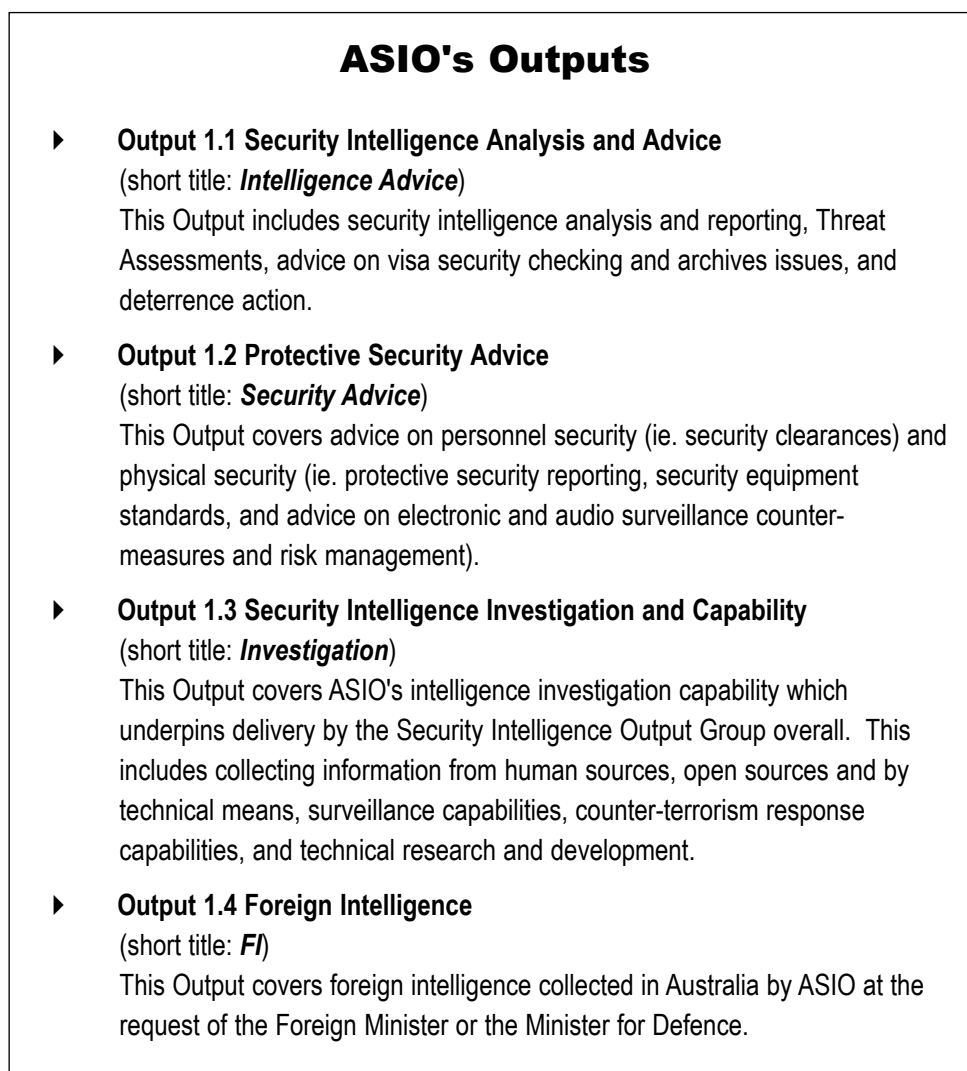 ASIO's Outputs
Output 1.1 Security Intelligence Analysis and Advice
(short title: Intelligence Advice)
This Output includes security intelligence analysis and reporting, Threat
Assessments, advice on visa security checking and archives issues, and
deterrence action.
Output 1.2 Protective Security Advice
(short title: Security Advice)
This Output covers advice on personnel security (ie. security clearances) and
physical security (ie. protective security reporting, security equipment
standards, and advice on electronic and audio surveillance counter-
measures and risk management).
Output 1.3 Security Intelligence Investigation and Capability
(short title: Investigation)
This Output covers ASIO's intelligence investigation capability which
underpins delivery by the Security Intelligence Output Group overall.  This
includes collecting information from human sources, open sources and by
technical means, surveillance capabilities, counter-terrorism response
capabilities, and technical research and development.
Output 1.4 Foreign Intelligence
(short title: FI)
This Output covers foreign intelligence collected in Australia by ASIO at the
request of the Foreign Minister or the Minister for Defence.